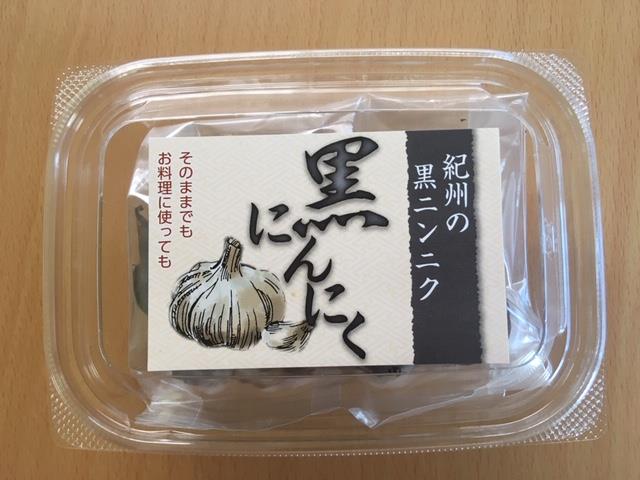 紀州の
黒ニンニク
黒
にんにく
そのままでも
お料理に使っても